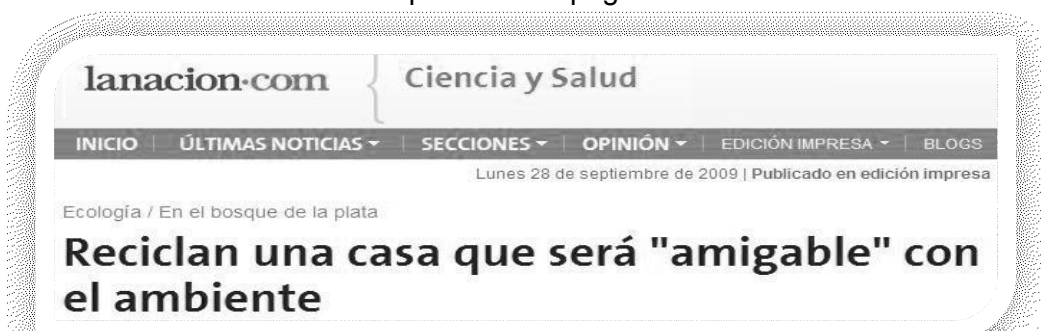 lanacion·com { Ciencia y Salud
INICIO | ÚLTIMAS NOTICIAS | SECCIONES | OPINIÓN | EDICIÓN IMPRESA | BLOGS
Lunes 28 de septiembre de 2009 | Publicado en edición impresa
Ecología / En el bosque de la plata
Reciclan una casa que será "amigable" con
el ambiente